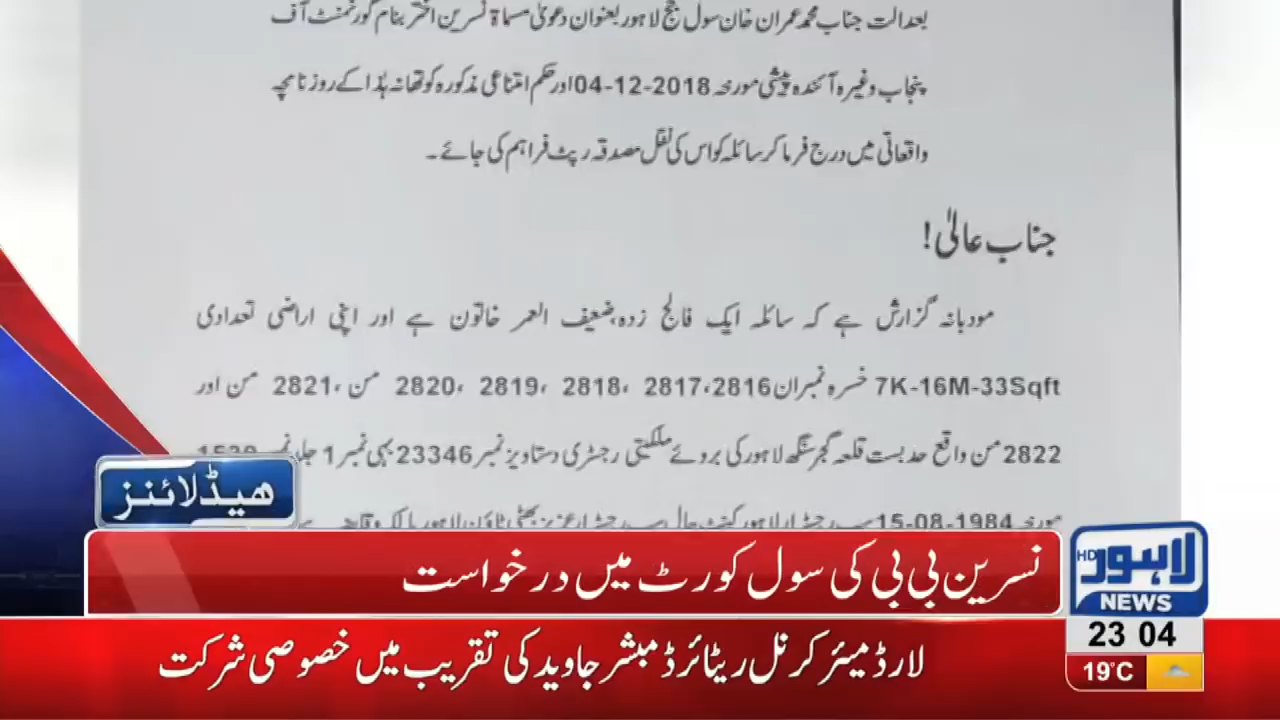 بعدالت جناب محمد عمران خان سول جج لاہور بعنوان دعویٰ مسماۃ نسرین اختر بنام گورنمنٹ آف
پنجاب وغیرہ آئندہ پیشی مورخہ 04-12-2018 اور حکم امتناعی مذکورہ کو تھانہ ہٰذا کے روزنامچہ
واقعاتی میں درج فرما کر سائلہ کو اس کی نقل مصدقہ رپٹ فراہم کی جائے۔
جناب عالیٰ!
مودبانہ گزارش ہے کہ سائلہ ایک فالج زدہ،ضعیف العمر خاتون ہے اور اپنی اراضی تعدادی
7K-16M-33Sqft خسرہ نمبران 2816،2817، 2818، 2819، 2820 من، 2821 من اور
2822 من واقع حدبست قلعہ گجر سنگھ لاہور کی بروئے ملکیتی رجسٹری دستاویز نمبر 23346 بہی نمبر 1 جلد نمبر 1539
مورخہ 15-08-1984
ہیڈلائنز
نسرین بی بی کی سول کورٹ میں درخواست
لاہور HD
NEWS
23 04
لارڈ میئر کرنل ریٹائرڈ مبشر جاوید کی تقریب میں خصوصی شرکت
19°C